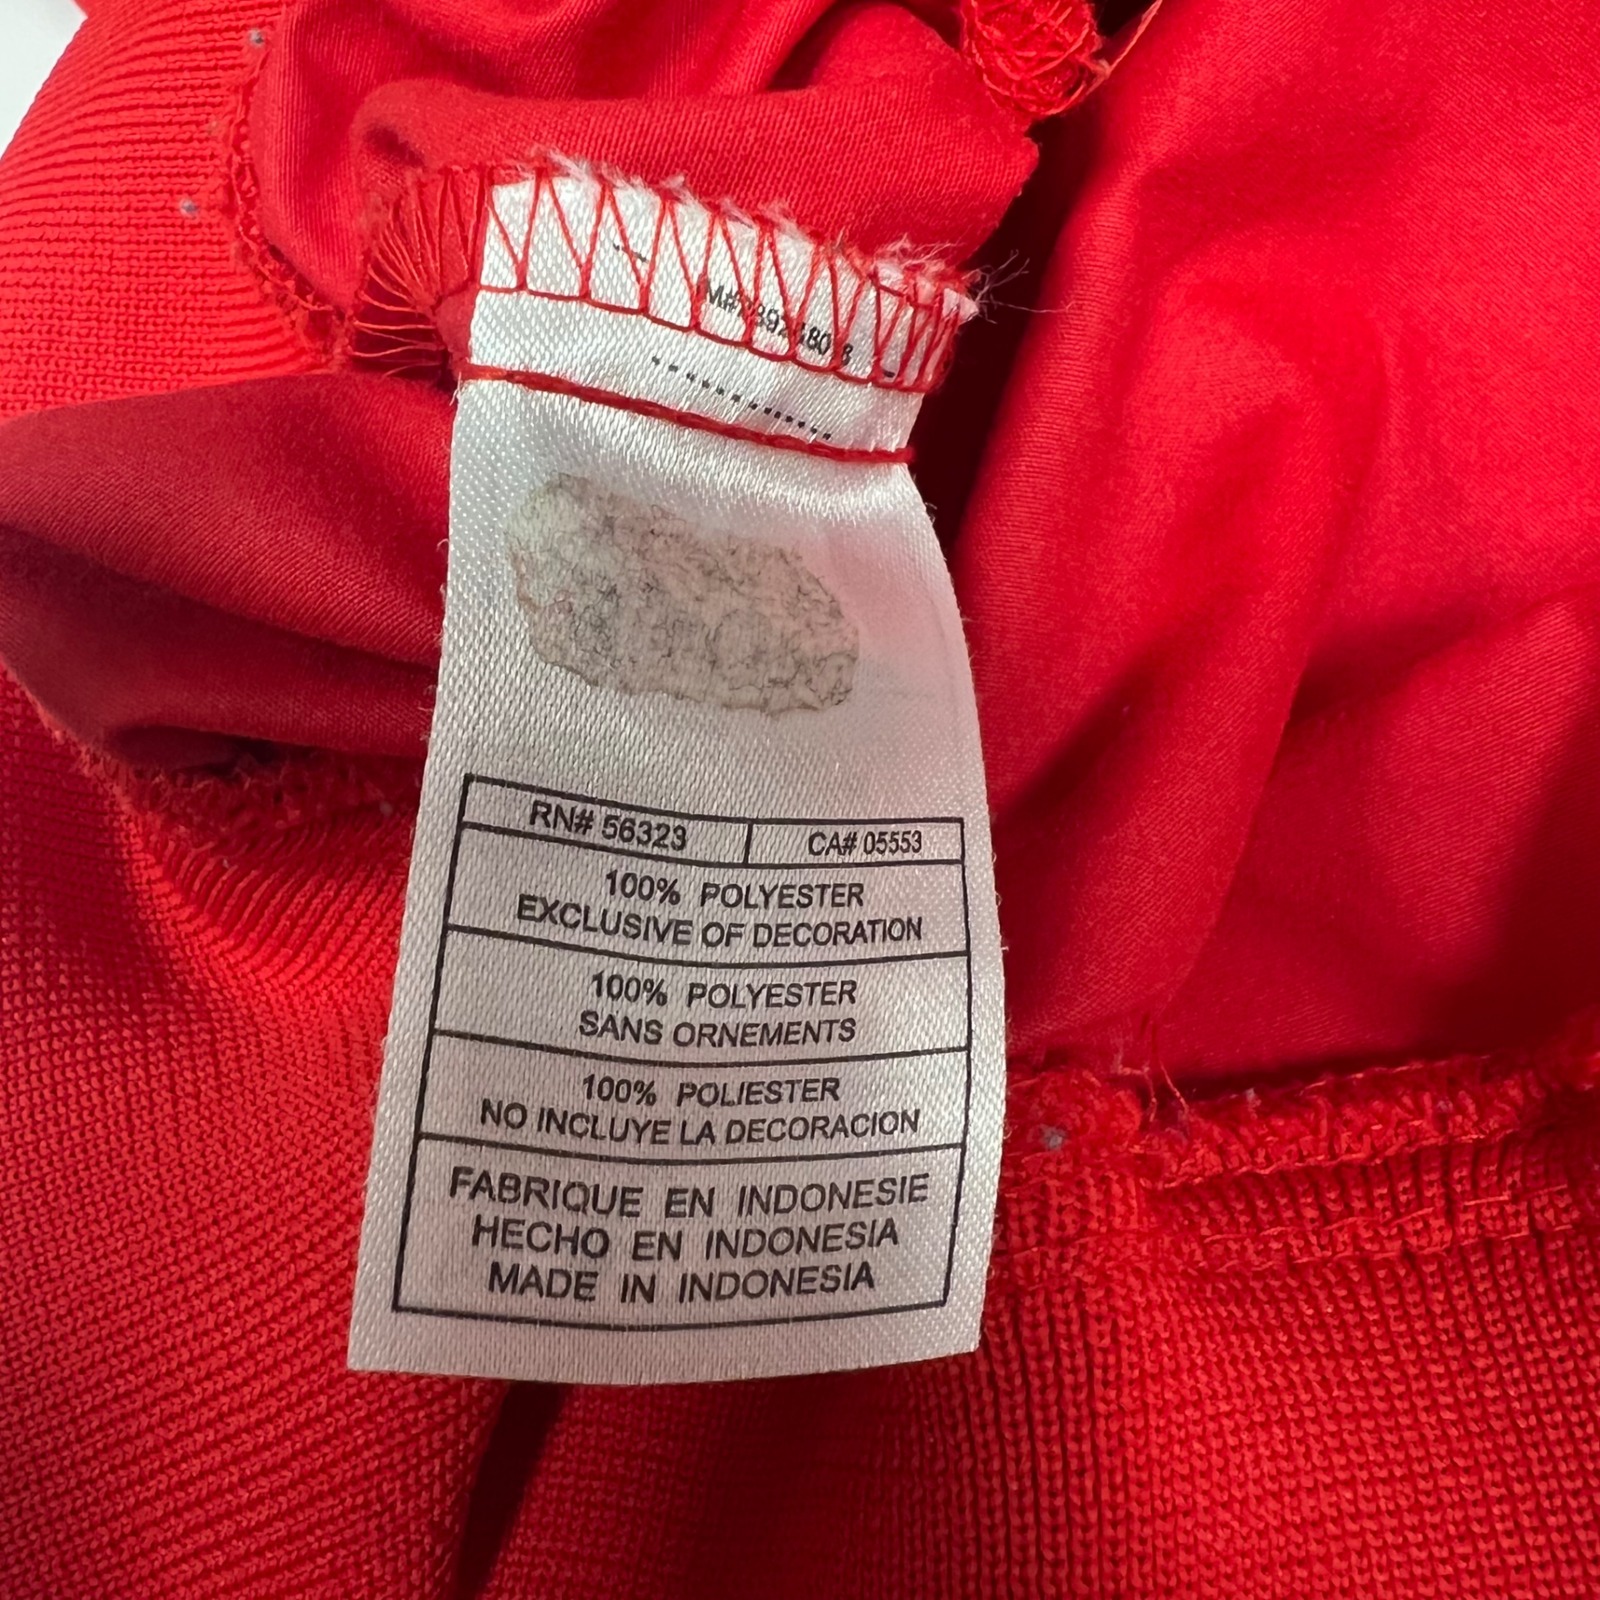 RN# 56323
CA# 05553
100% POLYESTER
EXCLUSIVE OF DECORATION
100% POLYESTER
SANS ORNEMENTS
100% POLIESTER
NO INCLUYE LA DECORACION
FABRIQUE EN INDONESIE
HECHO EN INDONESIA
MADE IN INDONESIA